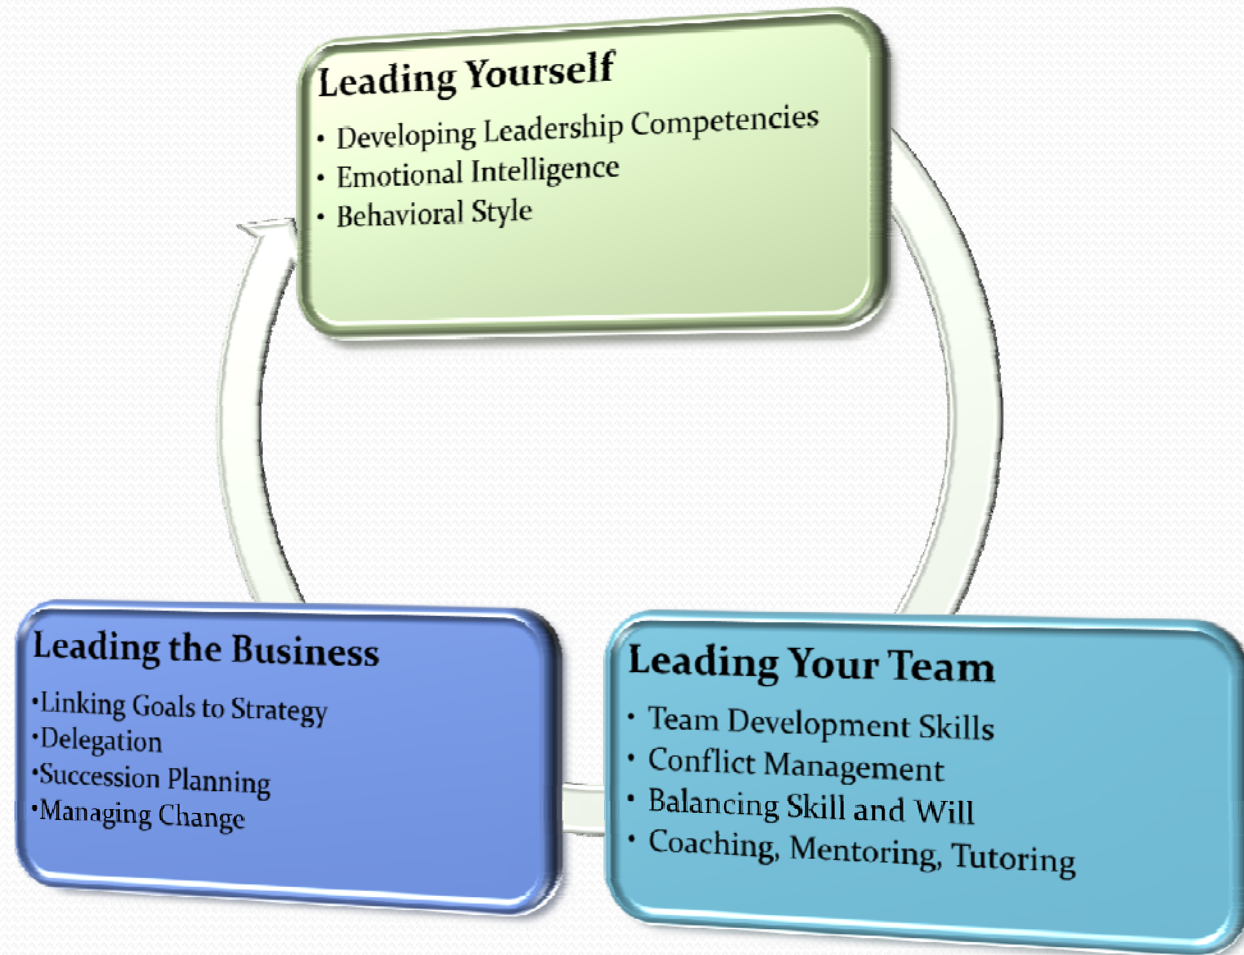 Leading Yourself
• Developing Leadership Competencies
• Emotional Intelligence
• Behavioral Style
Leading the Business
•Linking Goals to Strategy
•Delegation
•Succession Planning
•Managing Change
Leading Your Team
• Team Development Skills
• Conflict Management
• Balancing Skill and Will
• Coaching, Mentoring, Tutoring